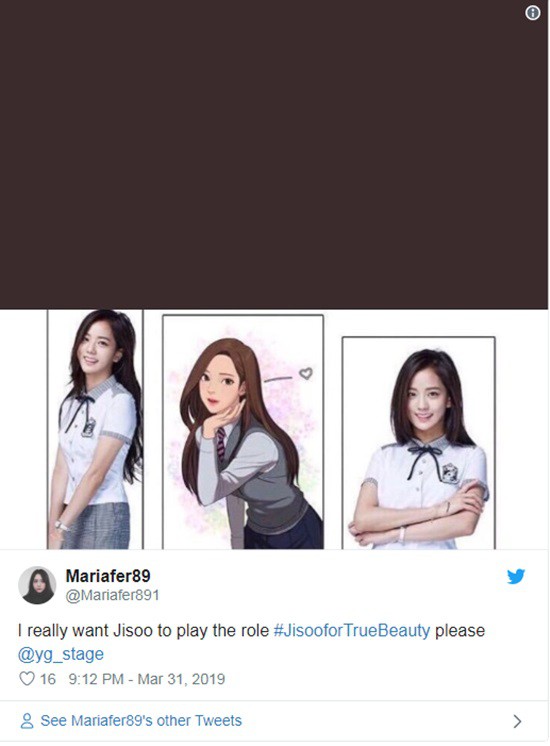 Mariafer89
@Mariafer891
I really want Jisoo to play the role #JisooforTrueBeauty please
@yg_stage
16 9:12 PM - Mar 31, 2019
See Mariafer89's other Tweets